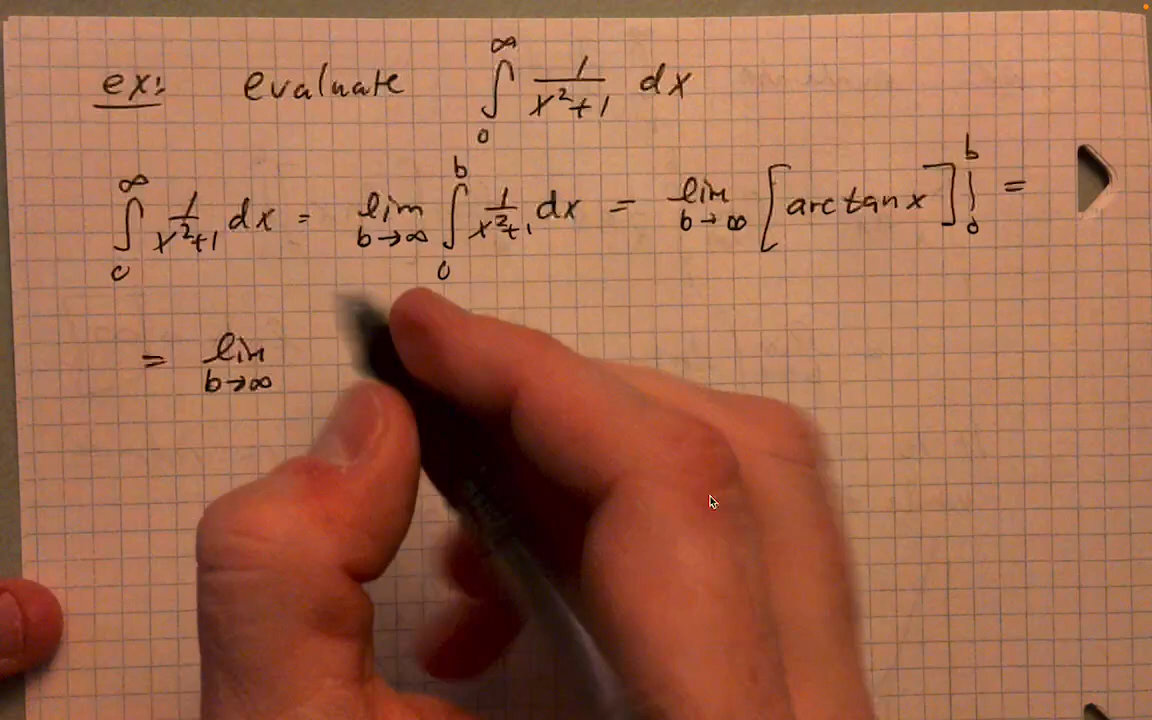 ex: evaluate ∫₀^∞ 1/(x²+1) dx
∫₀^∞ 1/(x²+1) dx = lim b→∞ ∫₀^b 1/(x²+1) dx = lim b→∞ [arctan x]|₀^b =
= lim b→∞